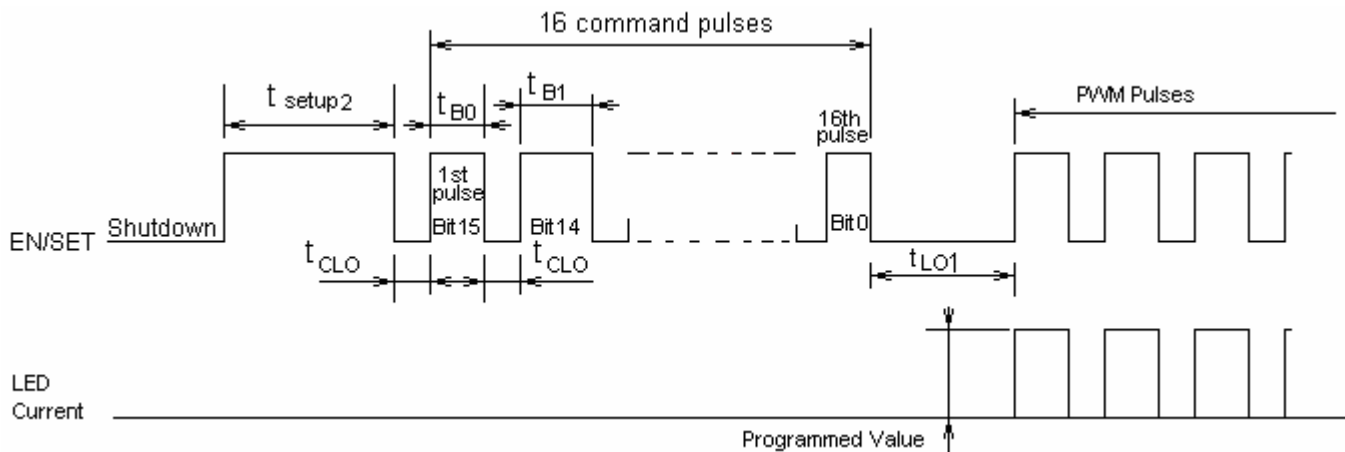 16 command pulses
t setup2
t B0
t B1
16th
pulse
PWM Pulses
1st
pulse
Shutdown
Bit15
Bit14
Bit0
EN/SET
t CLO
t CLO
t LO1
LED
Current
Programmed Value